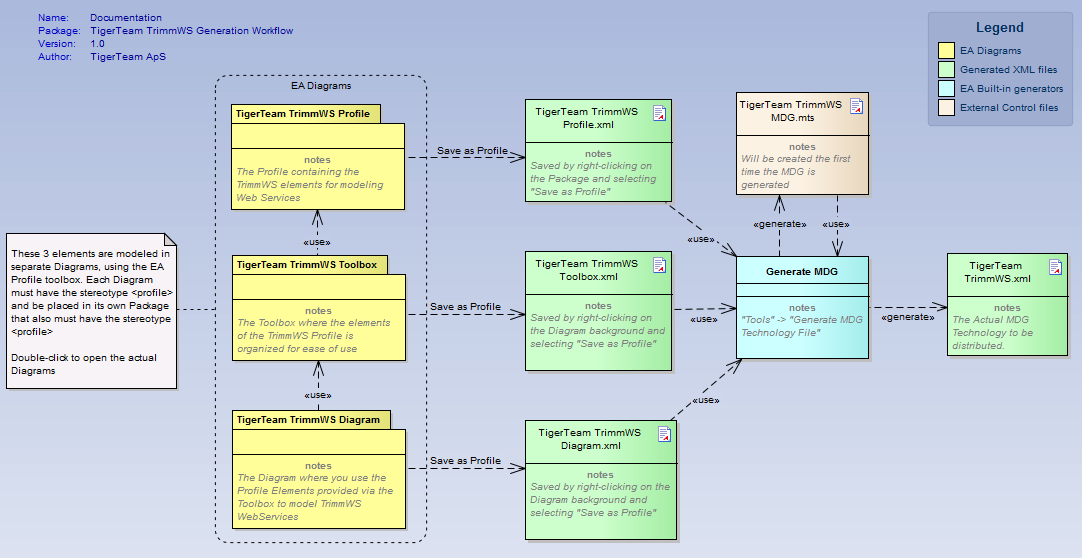 Name: Documentation
Package: TigerTeam TrimmWS Generation Workflow
Version: 1.0
Author: TigerTeam ApS
Legend
EA Diagrams
Generated XML files
EA Built-in generators
External Control files
These 3 elements are modeled in
separate Diagrams, using the EA
Profile toolbox. Each Diagram
must have the stereotype <profile>
and be placed in its own Package
that also must have the stereotype
<profile>
Double-click to open the actual
Diagrams
EA Diagrams
TigerTeam TrimmWS Profile
notes
The Profile containing the
TrimmWS elements for modeling
Web Services
«use»
TigerTeam TrimmWS Toolbox
notes
The Toolbox where the elements
of the TrimmWS Profile is
organized for ease of use
«use»
TigerTeam TrimmWS Diagram
notes
The Diagram where you use the
Profile Elements provided via the
Toolbox to model TrimmWS
WebServices
Save as Profile
Save as Profile
Save as Profile
TigerTeam TrimmWS
Profile.xml
notes
Saved by right-clicking on
the Package and selecting
"Save as Profile"
TigerTeam TrimmWS
Toolbox.xml
notes
Saved by right-clicking on
the Diagram background and
selecting "Save as Profile"
TigerTeam TrimmWS
Diagram.xml
notes
Saved by right-clicking on the
Diagram background and
selecting "Save as Profile"
«use»
«use»
«use»
TigerTeam TrimmWS
MDG.mts
notes
Will be created the first
time the MDG is
generated
«generate»
«use»
Generate MDG
notes
"Tools" -> "Generate MDG
Technology File"
«generate»
TigerTeam
TrimmWS.xml
notes
The Actual MDG
Technology to be
distributed.